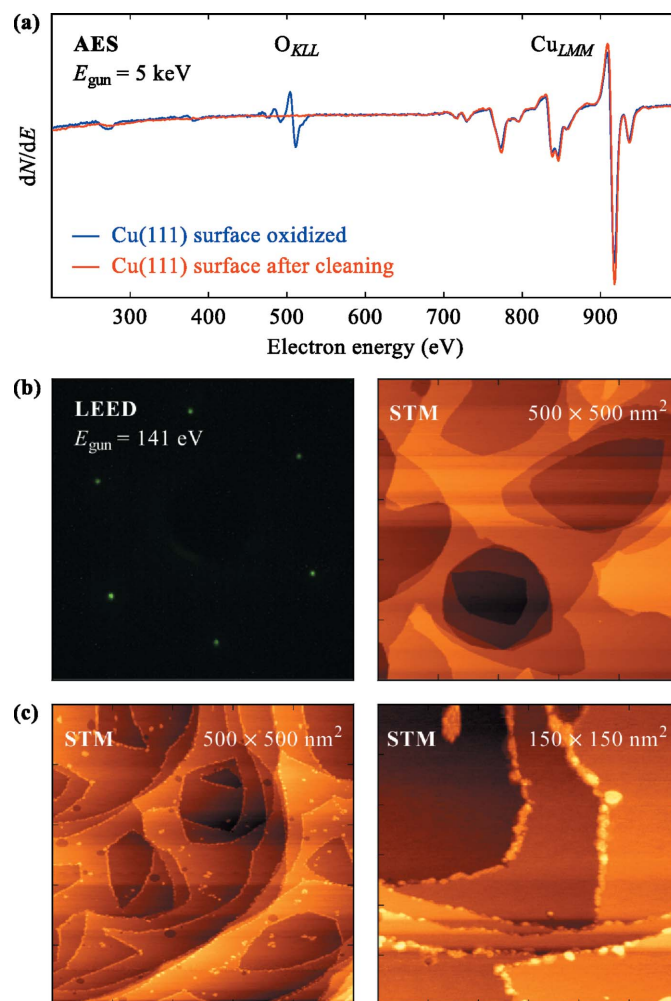 (a)
AES
E_gun = 5 keV
O_KLL
Cu_LMM
dN/dE
Cu(111) surface oxidized
Cu(111) surface after cleaning
300 400 500 600 700 800 900
Electron energy (eV)
(b)
LEED
E_gun = 141 eV
STM 500 × 500 nm²
(c)
STM 500 × 500 nm²
STM 150 × 150 nm²